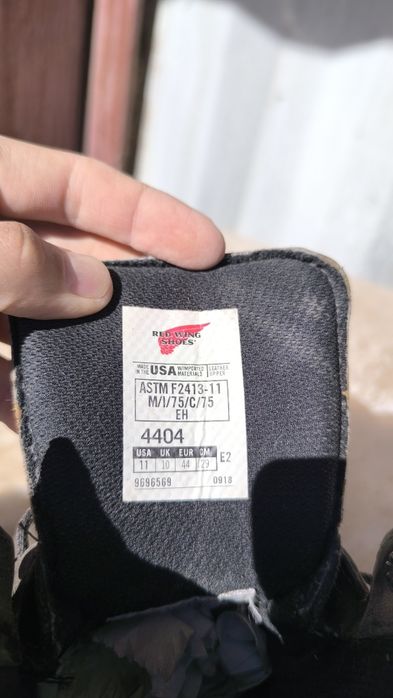 RED WING
SHOES
MADE IN THE USA W/IMPORTED MATERIALS LEATHER UPPER
ASTM F2413-11
M/I/75/C/75
EH
4404
USA UK EUR CM
11 10 44 29 E2
9696569 0918